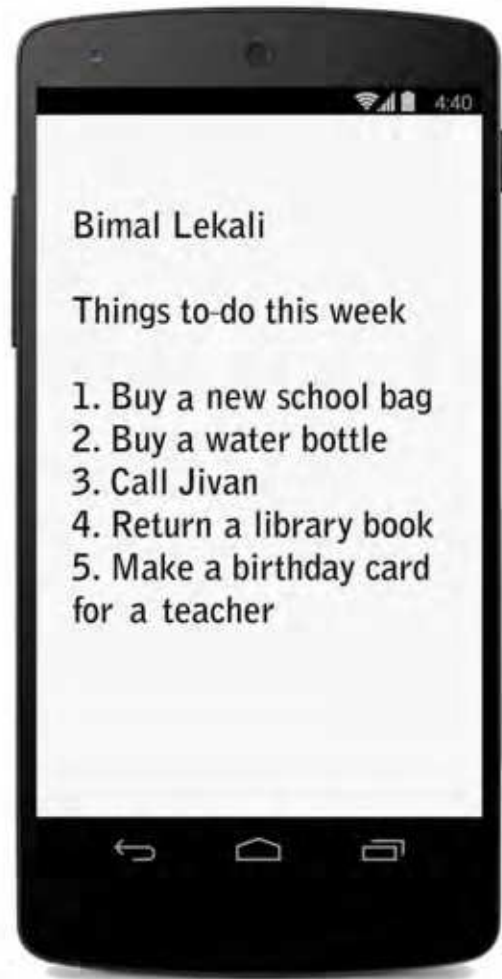 4:40
Bimal Lekali
Things to-do this week
1. Buy a new school bag
2. Buy a water bottle
3. Call Jivan
4. Return a library book
5. Make a birthday card
for a teacher